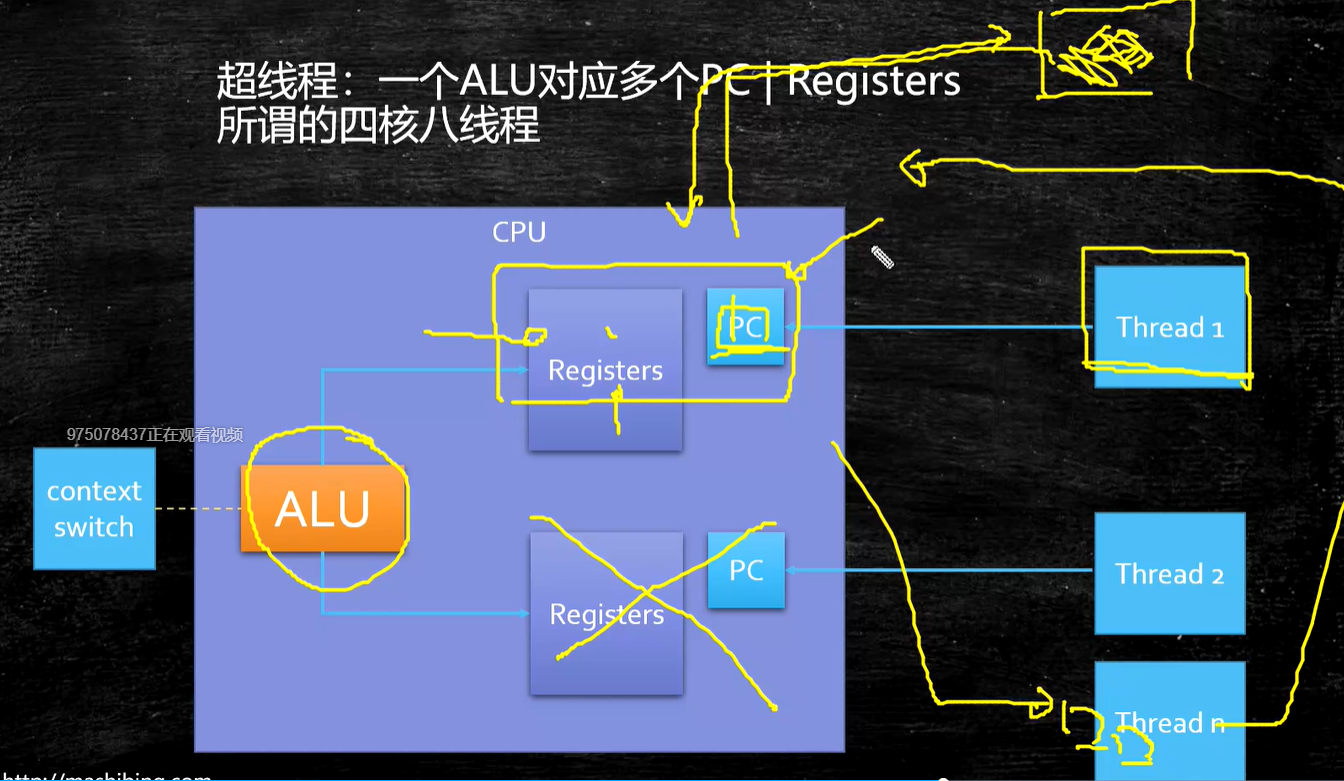 超线程：一个ALU对应多个PC | Registers
所谓的四核八线程
CPU
PC
Thread 1
Registers
975078437正在观看视频
context
switch
ALU
PC
Thread 2
Registers
Thread n
http://mashibing.com